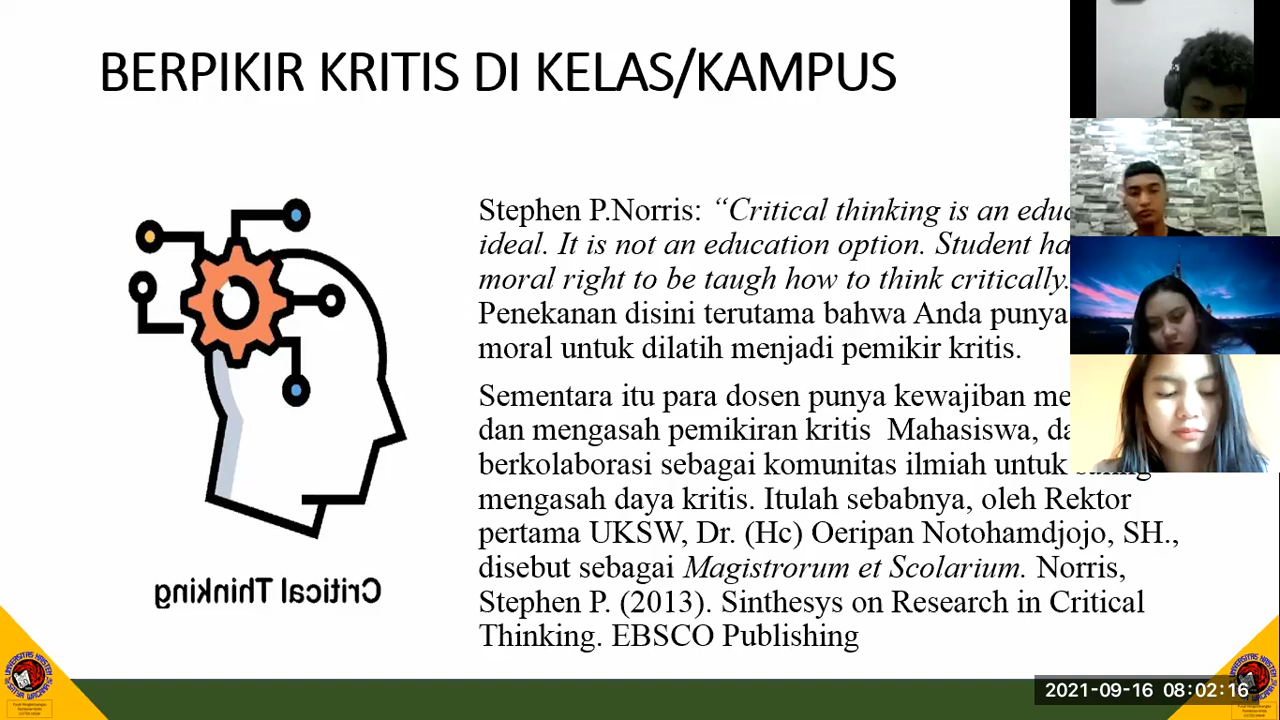 BERPIKIR KRITIS DI KELAS/KAMPUS
Stephen P.Norris: “Critical thinking is an
ideal. It is not an education option. Student
moral right to be taugh how to think critically.
Penekanan disini terutama bahwa Anda punya
moral untuk dilatih menjadi pemikir kritis.
Sementara itu para dosen punya kewajiban
dan mengasah pemikiran kritis Mahasiswa,
berkolaborasi sebagai komunitas ilmiah untuk
mengasah daya kritis. Itulah sebabnya, oleh Rektor
pertama UKSW, Dr. (Hc) Oeripan Notohamdjojo, SH.,
disebut sebagai Magistrorum et Scolarium. Norris,
Stephen P. (2013). Sinthesys on Research in Critical
Thinking. EBSCO Publishing
Critical Thinking
2021-09-16 08:02:16